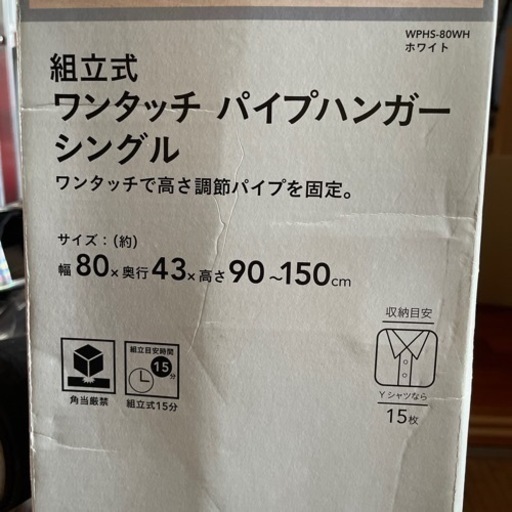 WPHS-80WH
ホワイト
組立式
ワンタッチ パイプハンガー
シングル
ワンタッチで高さ調節パイプを固定。
サイズ：（約）
幅80×奥行43×高さ90～150cm
収納目安
組立目安時間
15分
角当厳禁
組立式15分
Yシャツなら
15枚